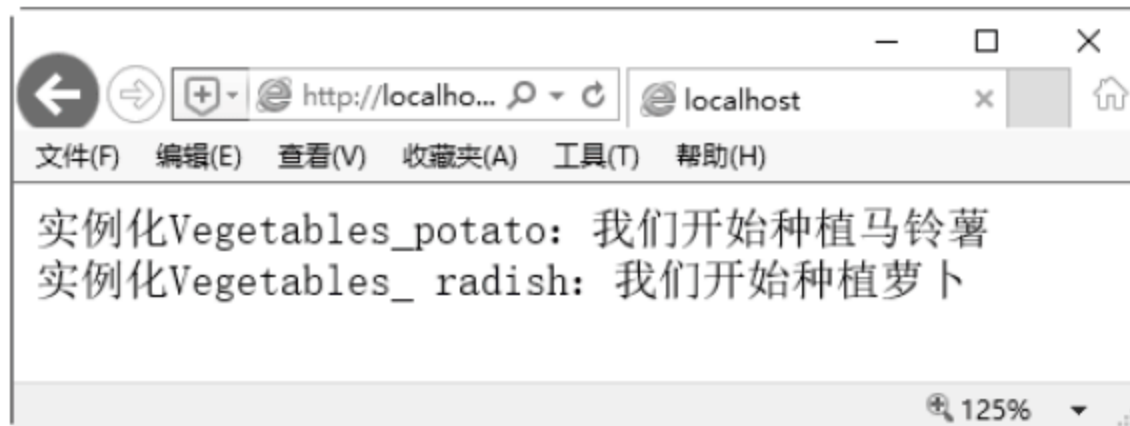 http://localho... localhost
文件(F) 编辑(E) 查看(V) 收藏夹(A) 工具(T) 帮助(H)
实例化Vegetables_potato：我们开始种植马铃薯
实例化Vegetables_ radish：我们开始种植萝卜
125%